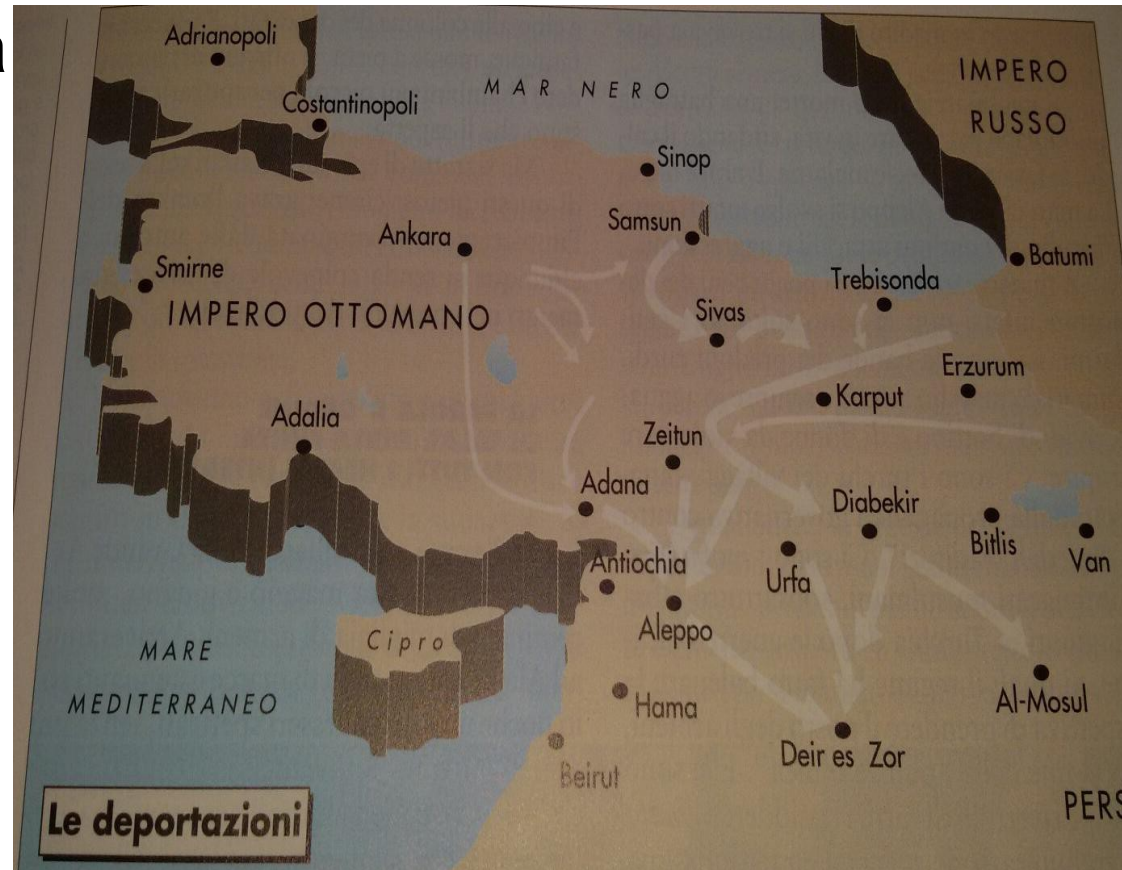 Adrianopoli
Costantinopoli
MAR NERO
IMPERO
RUSSO
Sinop
Samsun
Ankara
Batumi
Smirne
Trebisonda
IMPERO OTTOMANO
Sivas
Erzurum
Karput
Adalia
Zeitun
Adana
Diabekir
Bitlis
Van
Antiochia
Urfa
Aleppo
Cipro
MARE
MEDITERRANEO
Hama
Al-Mosul
Deir es Zor
Beirut
PERS
Le deportazioni